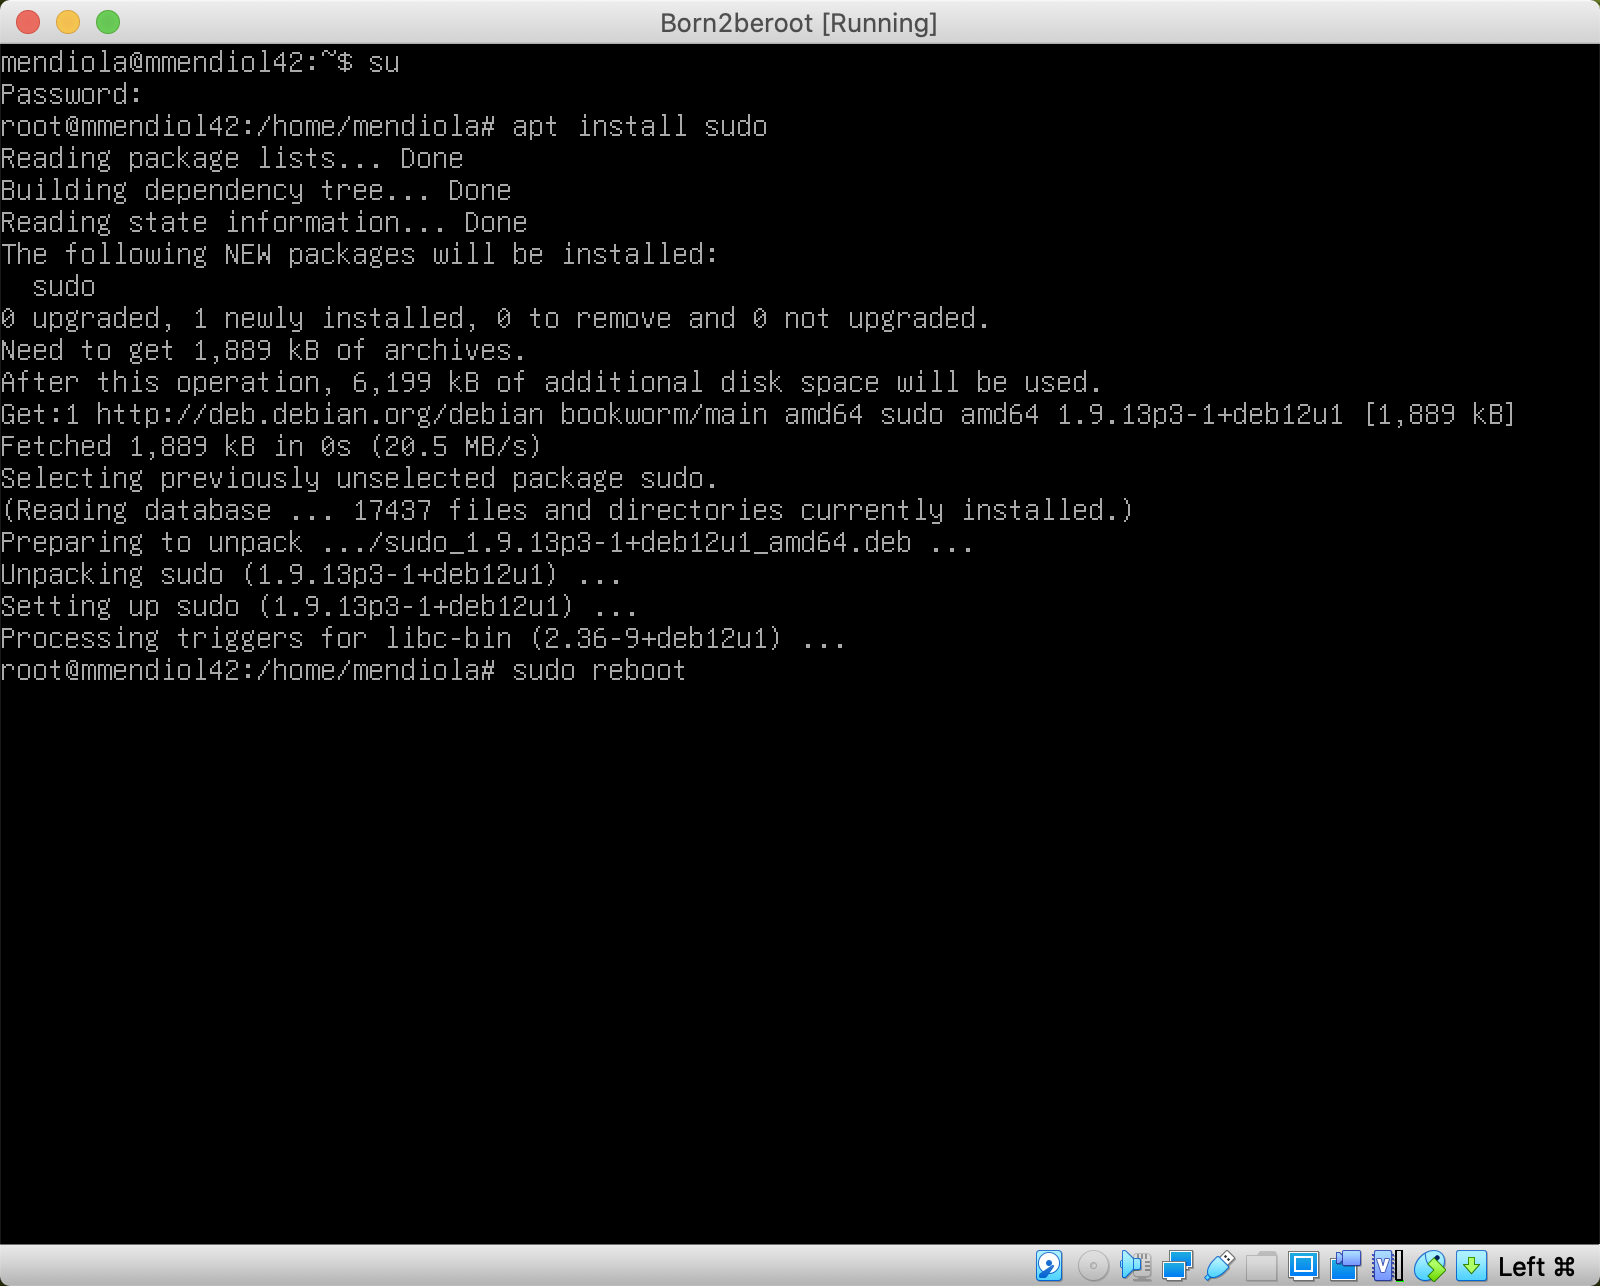 Born2beroot [Running]
mendiola@mmendiol42:~$ su
Password:
root@mmendiol42:/home/mendiola# apt install sudo
Reading package lists... Done
Building dependency tree... Done
Reading state information... Done
The following NEW packages will be installed:
  sudo
0 upgraded, 1 newly installed, 0 to remove and 0 not upgraded.
Need to get 1,889 kB of archives.
After this operation, 6,199 kB of additional disk space will be used.
Get:1 http://deb.debian.org/debian bookworm/main amd64 sudo amd64 1.9.13p3-1+deb12u1 [1,889 kB]
Fetched 1,889 kB in 0s (20.5 MB/s)
Selecting previously unselected package sudo.
(Reading database ... 17437 files and directories currently installed.)
Preparing to unpack .../sudo_1.9.13p3-1+deb12u1_amd64.deb ...
Unpacking sudo (1.9.13p3-1+deb12u1) ...
Setting up sudo (1.9.13p3-1+deb12u1) ...
Processing triggers for libc-bin (2.36-9+deb12u1) ...
root@mmendiol42:/home/mendiola# sudo reboot
Left ⌘